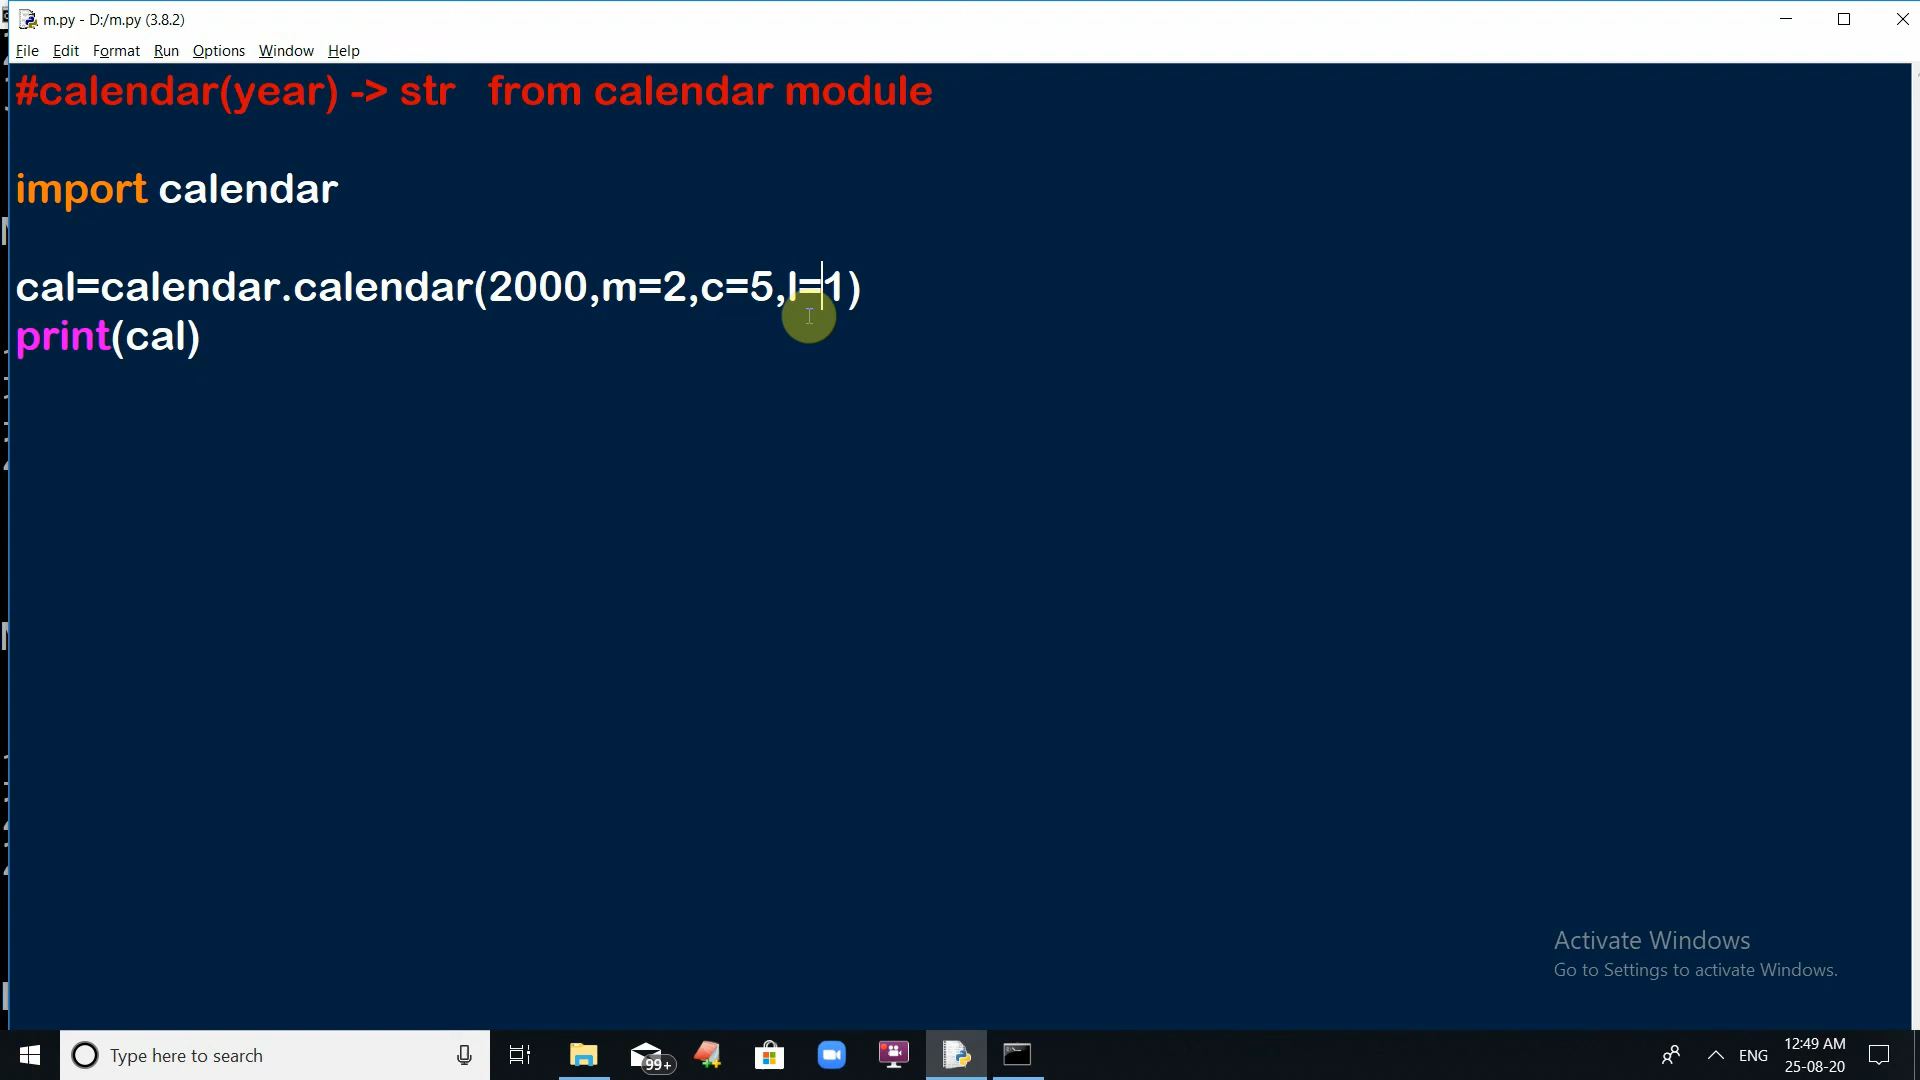 m.py - D:/m.py (3.8.2)
File Edit Format Run Options Window Help
#calendar(year) -> str from calendar module
import calendar
cal=calendar.calendar(2000,m=2,c=5,l=1)
print(cal)
Activate Windows
Go to Settings to activate Windows.
Type here to search
99+
ENG
12:49 AM
25-08-20